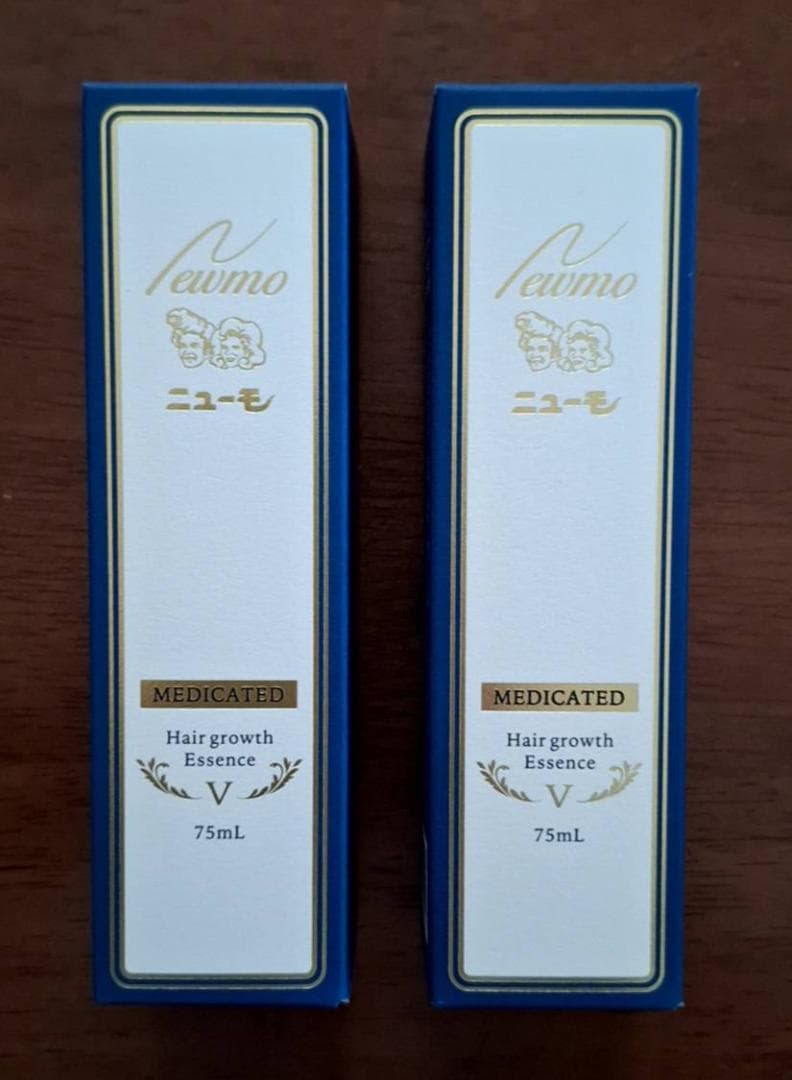 Newmo
ニューモ
MEDICATED
Hair growth
Essence
V
75mL
Newmo
ニューモ
MEDICATED
Hair growth
Essence
V
75mL